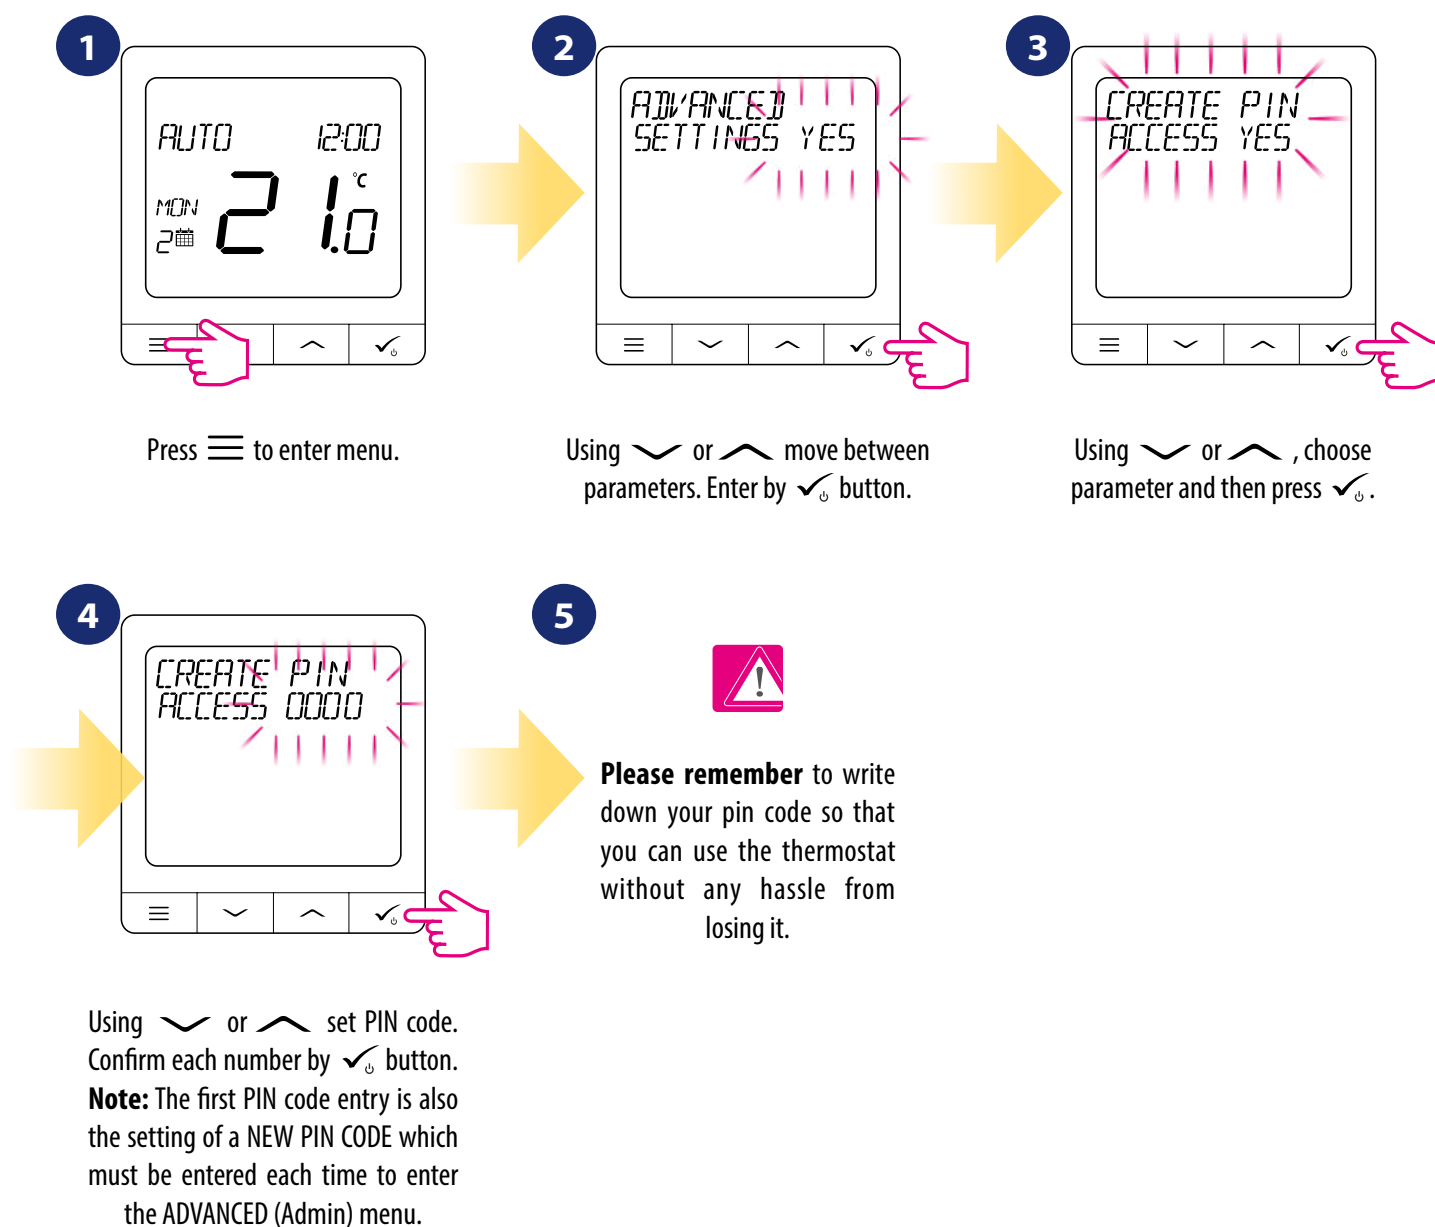 1
AUTO 12:00
MON
2 21.0 °C
Press ☰ to enter menu.
2
ADVANCED
SETTINGS YES
Using ﹀ or ︿ move between
parameters. Enter by ✓ button.
3
CREATE PIN
ACCESS YES
Using ﹀ or ︿ , choose
parameter and then press ✓.
4
CREATE PIN
ACCESS 0000
Using ﹀ or ︿ set PIN code.
Confirm each number by ✓ button.
Note: The first PIN code entry is also
the setting of a NEW PIN CODE which
must be entered each time to enter
the ADVANCED (Admin) menu.
5
Please remember to write
down your pin code so that
you can use the thermostat
without any hassle from
losing it.